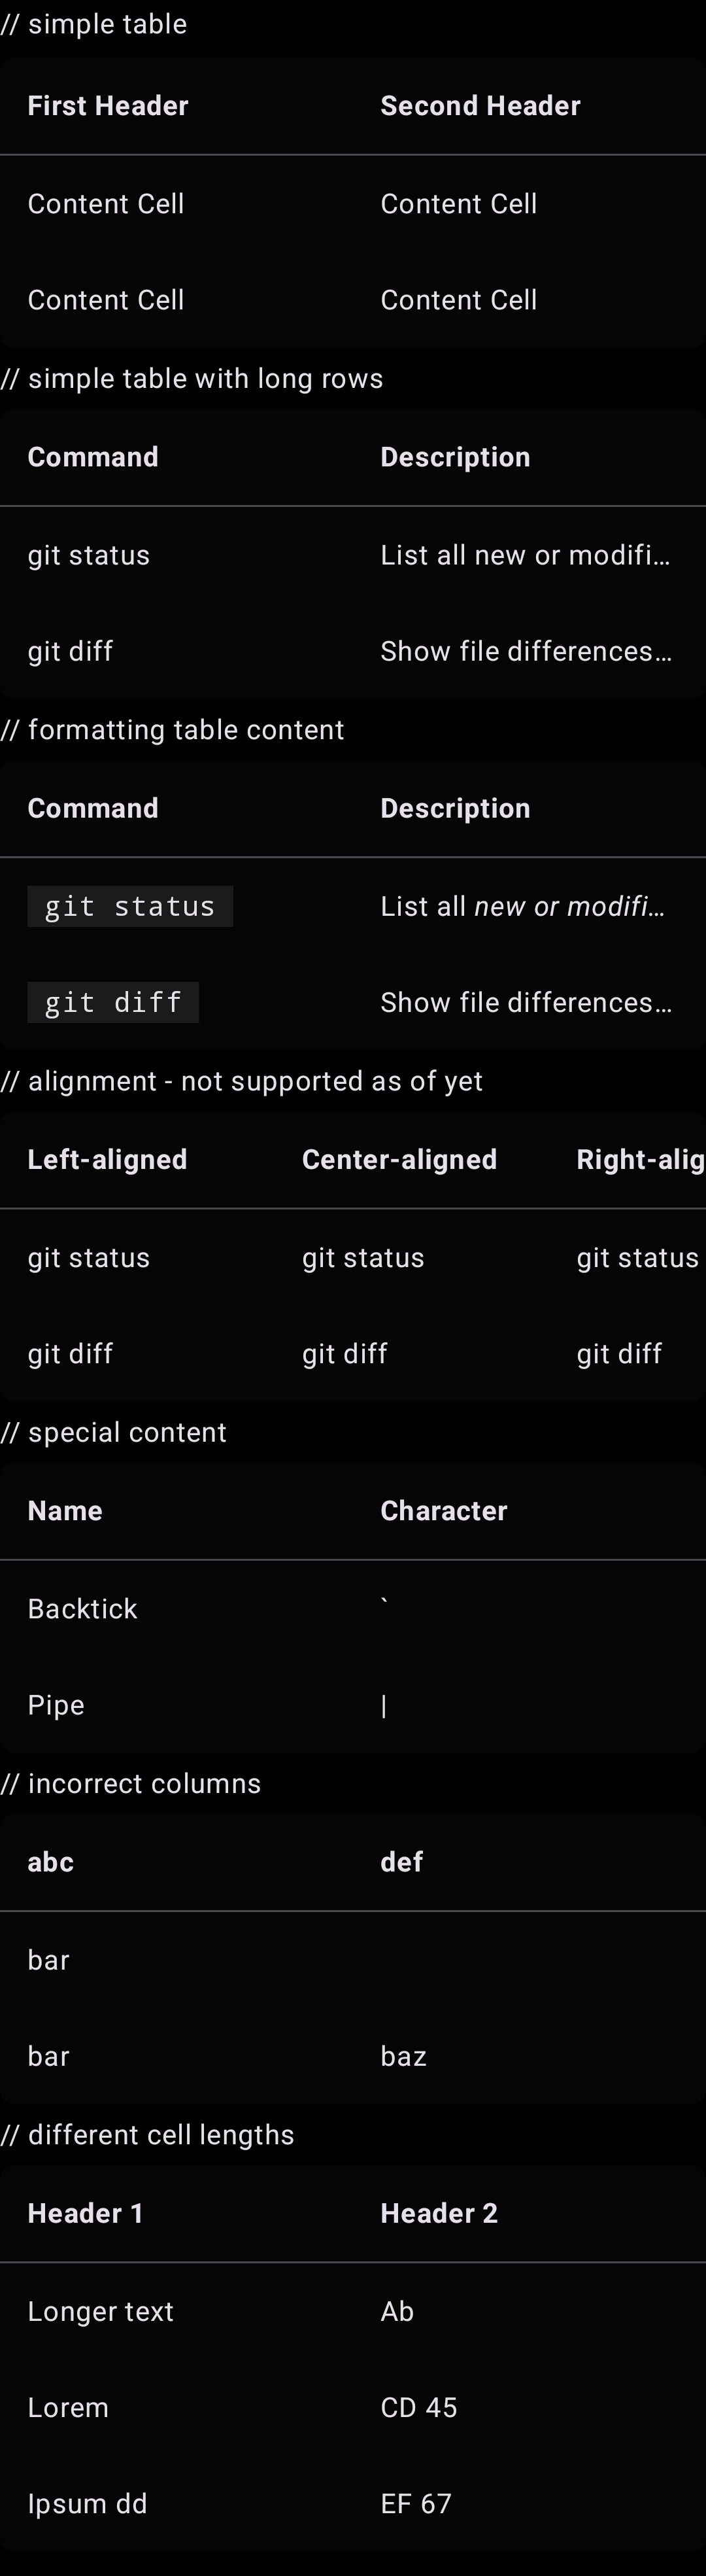 // simple table
First Header Second Header
Content Cell Content Cell
Content Cell Content Cell
// simple table with long rows
Command Description
git status List all new or modifi…
git diff Show file differences…
// formatting table content
Command Description
git status List all new or modifi…
git diff Show file differences…
// alignment - not supported as of yet
Left-aligned Center-aligned Right-alig
git status git status git status
git diff git diff git diff
// special content
Name Character
Backtick `
Pipe |
// incorrect columns
abc def
bar
bar baz
// different cell lengths
Header 1 Header 2
Longer text Ab
Lorem CD 45
Ipsum dd EF 67